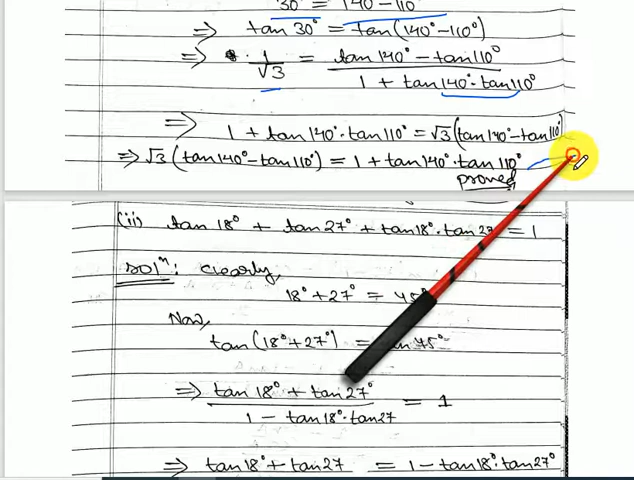 30° = 140° - 110°
⇒ tan 30° = tan (140° - 110°)
⇒ 1/√3 = (tan 140° - tan 110°)/(1 + tan 140° · tan 110°)
⇒ 1 + tan 140° · tan 110° = √3 (tan 140° - tan 110°)
⇒ √3 (tan 140° - tan 110°) = 1 + tan 140° · tan 110°
proved
(ii) tan 18° + tan 27° + tan 18° · tan 27 = 1
solⁿ: clearly,
18° + 27° = 45°
Now,
tan (18° + 27°) = tan 45°
⇒ (tan 18° + tan 27°)/(1 - tan 18° · tan 27) = 1
⇒ tan 18° + tan 27 = 1 - tan 18° · tan 27°